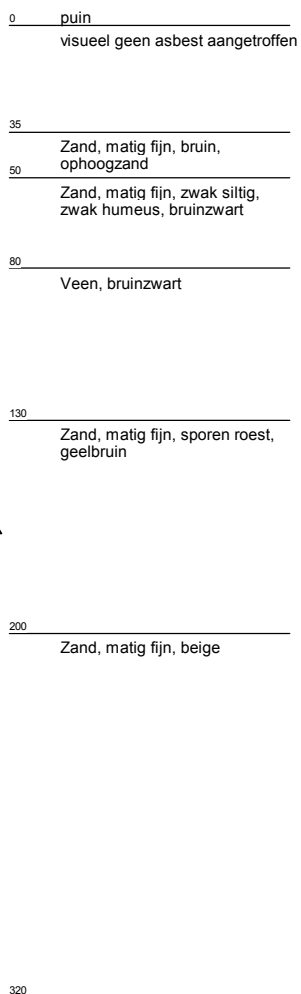 0 puin
visueel geen asbest aangetroffen
35
Zand, matig fijn, bruin,
ophoogzand
50
Zand, matig fijn, zwak siltig,
zwak humeus, bruinzwart
80
Veen, bruinzwart
130
Zand, matig fijn, sporen roest,
geelbruin
200
Zand, matig fijn, beige
320